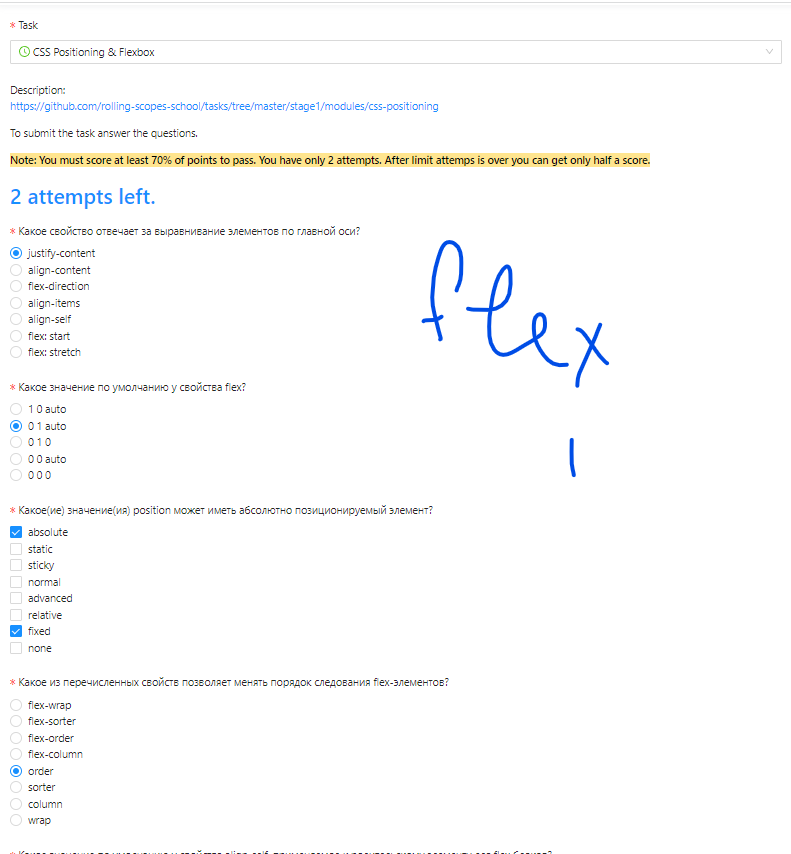 * Task
CSS Positioning & Flexbox
Description:
https://github.com/rolling-scopes-school/tasks/tree/master/stage1/modules/css-positioning
To submit the task answer the questions.
Note: You must score at least 70% of points to pass. You have only 2 attempts. After limit attemps is over you can get only half a score.
2 attempts left.
* Какое свойство отвечает за выравнивание элементов по главной оси?
justify-content
align-content
flex-direction
align-items
align-self
flex: start
flex: stretch
flex
1
* Какое значение по умолчанию у свойства flex?
1 0 auto
0 1 auto
0 1 0
0 0 auto
0 0 0
* Какое(ие) значение(ия) position может иметь абсолютно позиционируемый элемент?
absolute
static
sticky
normal
advanced
relative
fixed
none
* Какое из перечисленных свойств позволяет менять порядок следования flex-элементов?
flex-wrap
flex-sorter
flex-order
flex-column
order
sorter
column
wrap